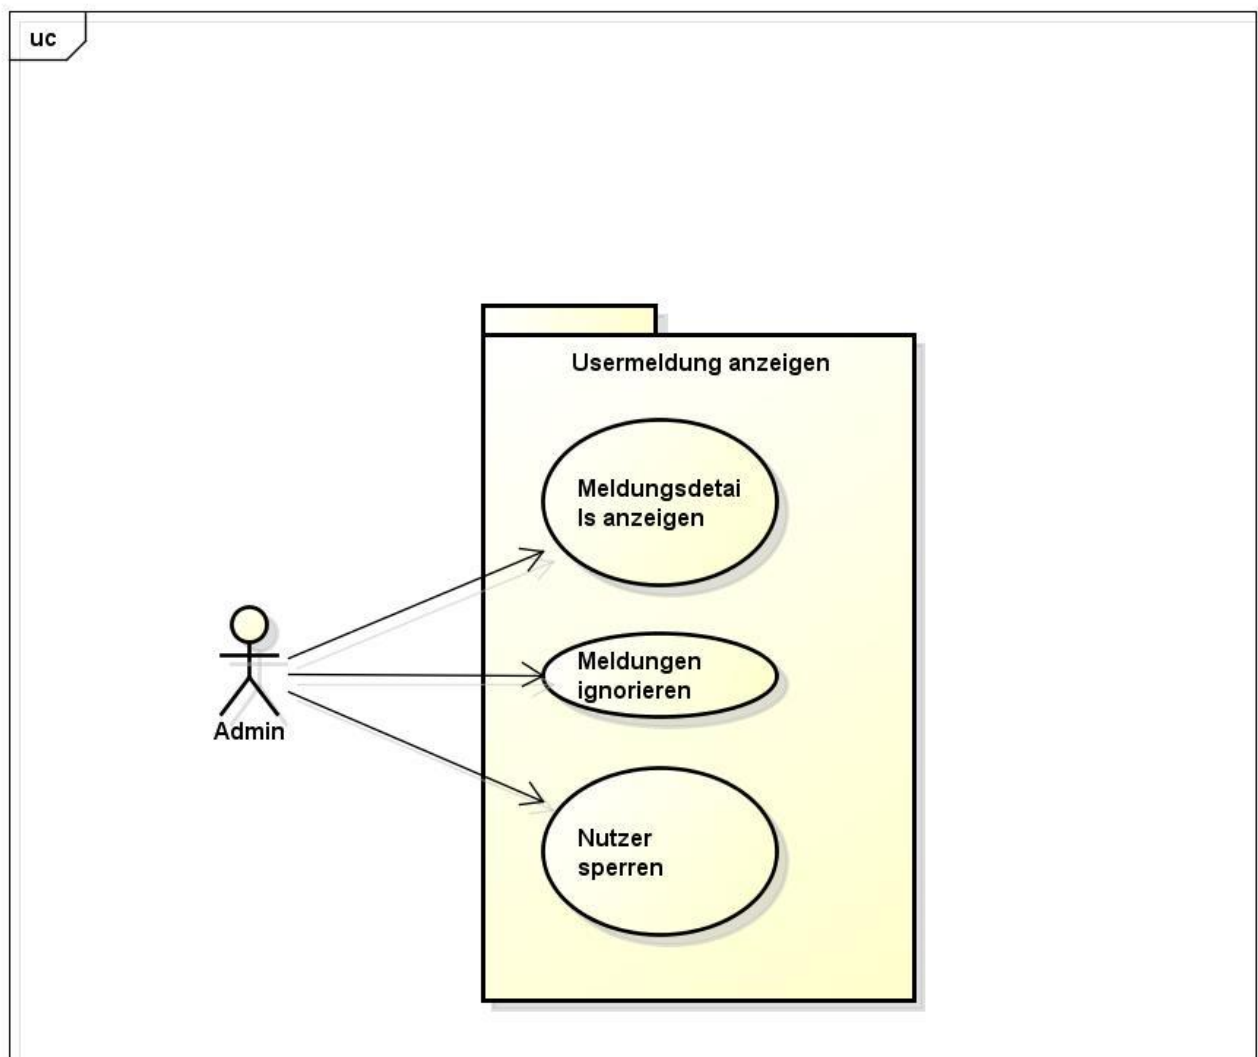 uc
Usermeldung anzeigen
Meldungsdetai
ls anzeigen
Meldungen
ignorieren
Admin
Nutzer
sperren